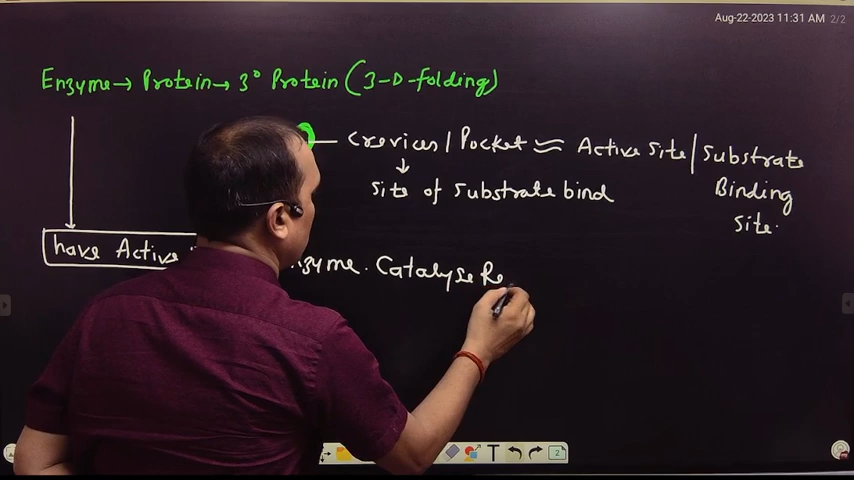 Aug-22-2023 11:31 AM 2/2
Enzyme → Protein → 3° Protein (3-D-folding)
Crevices / Pocket ≈ Active Site / Substrate Binding Site.
↓
Site of Substrate bind
have Active
Catalyse Re
T 2